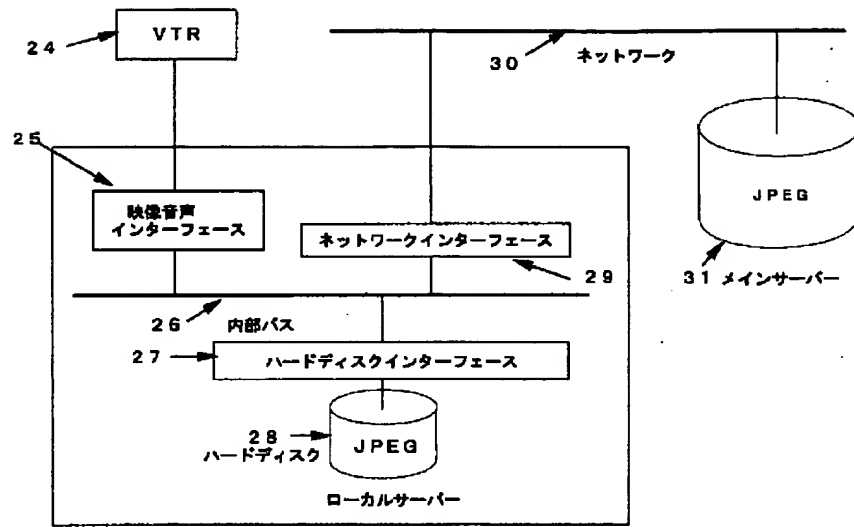 24
VTR
30
ネットワーク
25
映像音声
インターフェース
ネットワークインターフェース
29
JPEG
31 メインサーバー
26
内部バス
27
ハードディスクインターフェース
28
ハードディスク
JPEG
ローカルサーバー